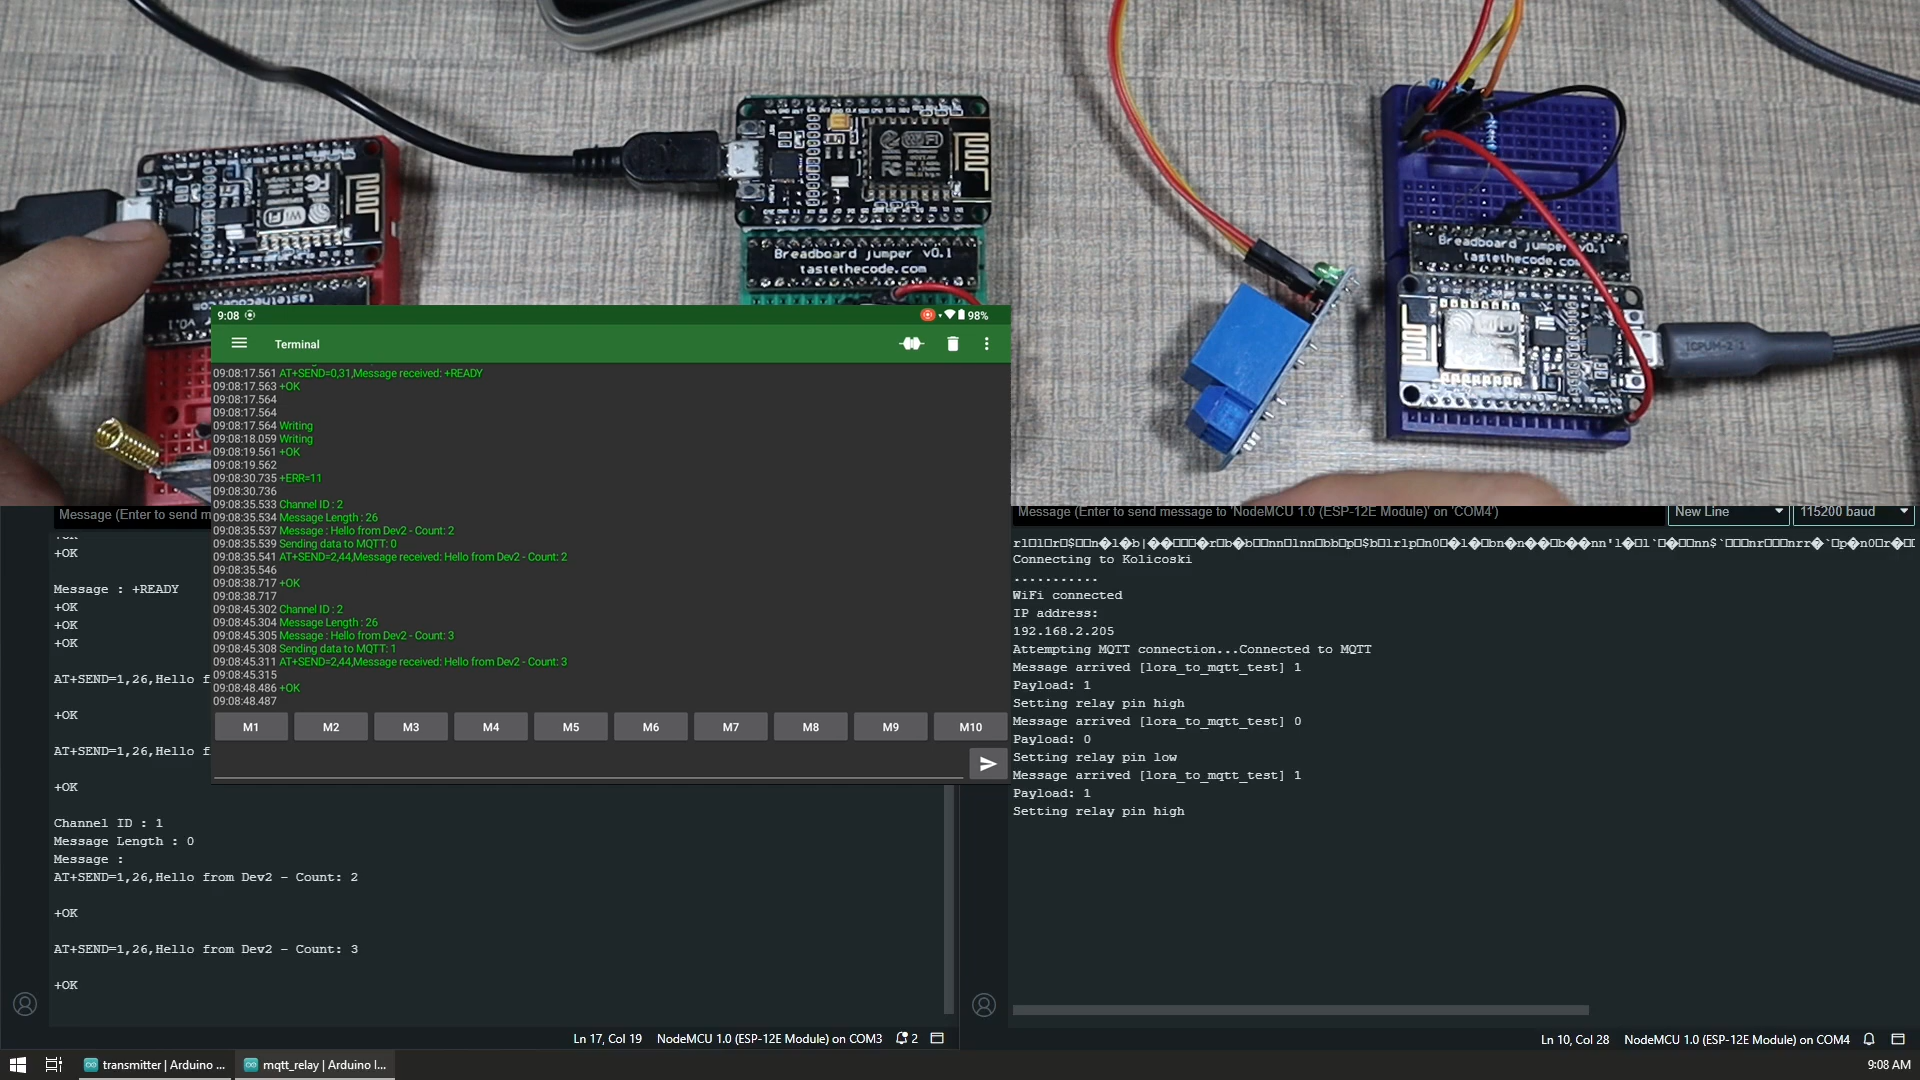 WiFi
Breadboard jumper v0.1
tastethecode.com
Breadboard jumper v0.1
tastethecode.com
tastethecode.com
v0.1
9:08
98%
Terminal
09:08:17.561 AT+SEND=0,31,Message received: +READY
09:08:17.563 +OK
09:08:17.564
09:08:17.564
09:08:17.564 Writing
09:08:18.059 Writing
09:08:19.561 +OK
09:08:19.562
09:08:30.735 +ERR=11
09:08:30.736
09:08:35.533 Channel ID : 2
09:08:35.534 Message Length : 26
09:08:35.537 Message : Hello from Dev2 - Count: 2
09:08:35.539 Sending data to MQTT: 0
09:08:35.541 AT+SEND=2,44,Message received: Hello from Dev2 - Count: 2
09:08:35.546
09:08:38.717 +OK
09:08:38.717
09:08:45.302 Channel ID : 2
09:08:45.304 Message Length : 26
09:08:45.305 Message : Hello from Dev2 - Count: 3
09:08:45.308 Sending data to MQTT: 1
09:08:45.311 AT+SEND=2,44,Message received: Hello from Dev2 - Count: 3
09:08:45.315
09:08:48.486 +OK
09:08:48.487
M1 M2 M3 M4 M5 M6 M7 M8 M9 M10
Message (Enter to send m
+OK
+OK
Message : +READY
+OK
+OK
+OK
AT+SEND=1,26,Hello f
+OK
AT+SEND=1,26,Hello f
+OK
Channel ID : 1
Message Length : 0
Message :
AT+SEND=1,26,Hello from Dev2 - Count: 2
+OK
AT+SEND=1,26,Hello from Dev2 - Count: 3
+OK
Ln 17, Col 19 NodeMCU 1.0 (ESP-12E Module) on COM3 2
Message (Enter to send message to 'NodeMCU 1.0 (ESP-12E Module)' on 'COM4')
New Line 115200 baud
Connecting to Kolicoski
...........
WiFi connected
IP address:
192.168.2.205
Attempting MQTT connection...Connected to MQTT
Message arrived [lora_to_mqtt_test] 1
Payload: 1
Setting relay pin high
Message arrived [lora_to_mqtt_test] 0
Payload: 0
Setting relay pin low
Message arrived [lora_to_mqtt_test] 1
Payload: 1
Setting relay pin high
Ln 10, Col 28 NodeMCU 1.0 (ESP-12E Module) on COM4
transmitter | Arduino ... mqtt_relay | Arduino I...
9:08 AM